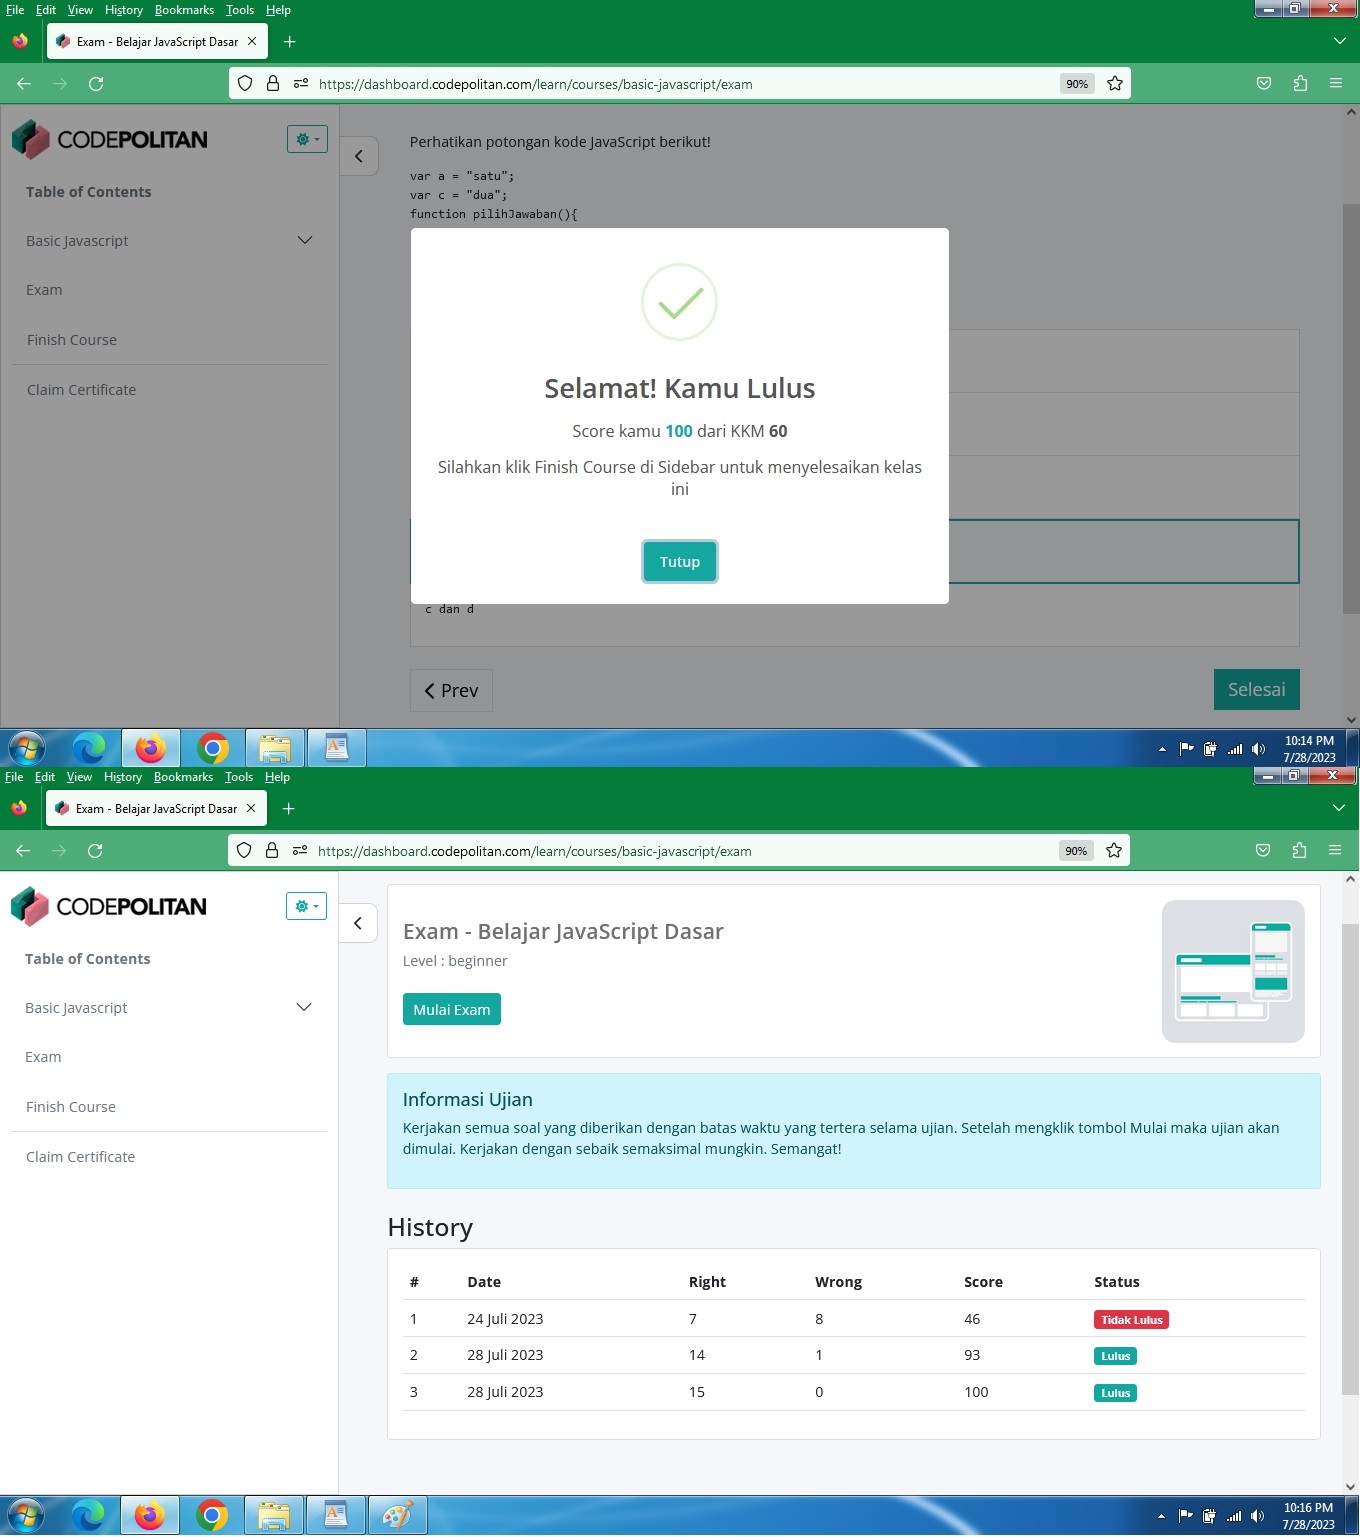 File Edit View History Bookmarks Tools Help
Exam - Belajar JavaScript Dasar
https://dashboard.codepolitan.com/learn/courses/basic-javascript/exam 90%
CODEPOLITAN
Table of Contents
Basic Javascript
Exam
Finish Course
Claim Certificate
Perhatikan potongan kode JavaScript berikut!
var a = "satu";
var c = "dua";
function pilihJawaban(){
Selamat! Kamu Lulus
Score kamu 100 dari KKM 60
Silahkan klik Finish Course di Sidebar untuk menyelesaikan kelas
ini
Tutup
c dan d
Prev
Selesai
10:14 PM
7/28/2023
File Edit View History Bookmarks Tools Help
Exam - Belajar JavaScript Dasar
https://dashboard.codepolitan.com/learn/courses/basic-javascript/exam 90%
CODEPOLITAN
Table of Contents
Basic Javascript
Exam
Finish Course
Claim Certificate
Exam - Belajar JavaScript Dasar
Level : beginner
Mulai Exam
Informasi Ujian
Kerjakan semua soal yang diberikan dengan batas waktu yang tertera selama ujian. Setelah mengklik tombol Mulai maka ujian akan
dimulai. Kerjakan dengan sebaik semaksimal mungkin. Semangat!
History
# Date Right Wrong Score Status
1 24 Juli 2023 7 8 46 Tidak Lulus
2 28 Juli 2023 14 1 93 Lulus
3 28 Juli 2023 15 0 100 Lulus
10:16 PM
7/28/2023